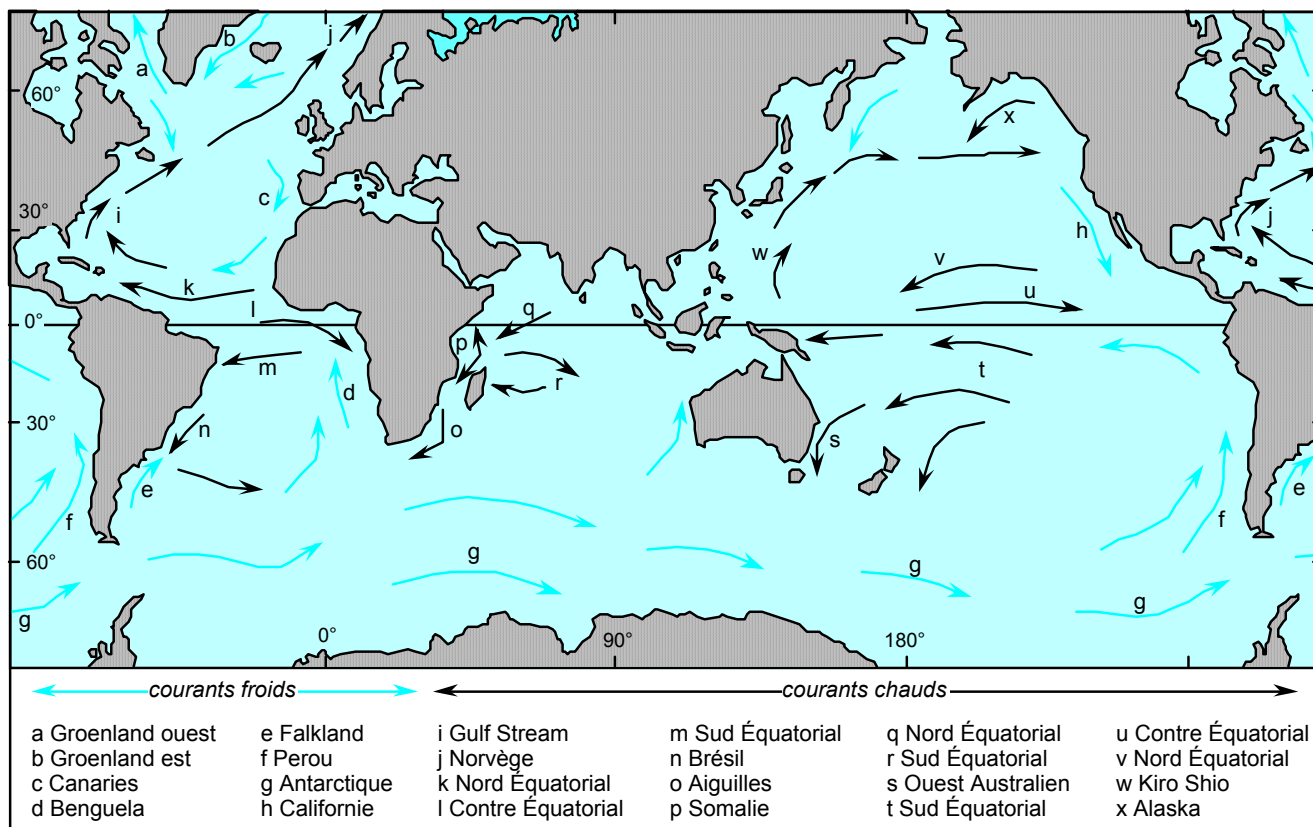 j
b
a
60°
x
c
30°
i
h
j
w
k
v
l
q
u
0°
p
m
r
t
d
n
o
s
e
e
f
f
60°
30°
g
g
g
g
0°
90°
180°
courants froids
courants chauds
a Groenland ouest
b Groenland est
c Canaries
d Benguela
e Falkland
f Perou
g Antarctique
h Californie
i Gulf Stream
j Norvège
k Nord Équatorial
l Contre Équatorial
m Sud Équatorial
n Brésil
o Aiguilles
p Somalie
q Nord Équatorial
r Sud Équatorial
s Ouest Australien
t Sud Équatorial
u Contre Équatorial
v Nord Équatorial
w Kiro Shio
x Alaska